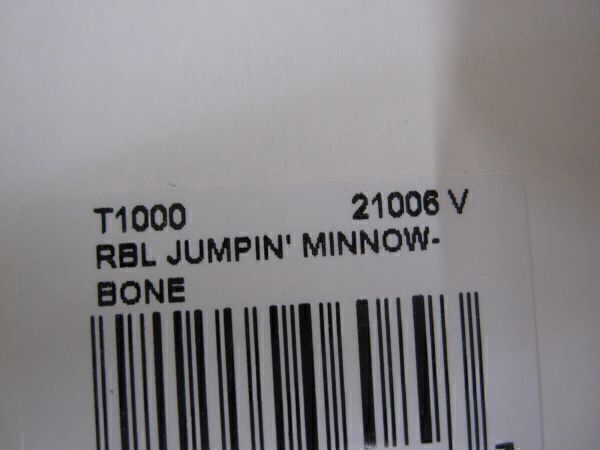 T1000 21006 V
RBL JUMPIN' MINNOW-
BONE